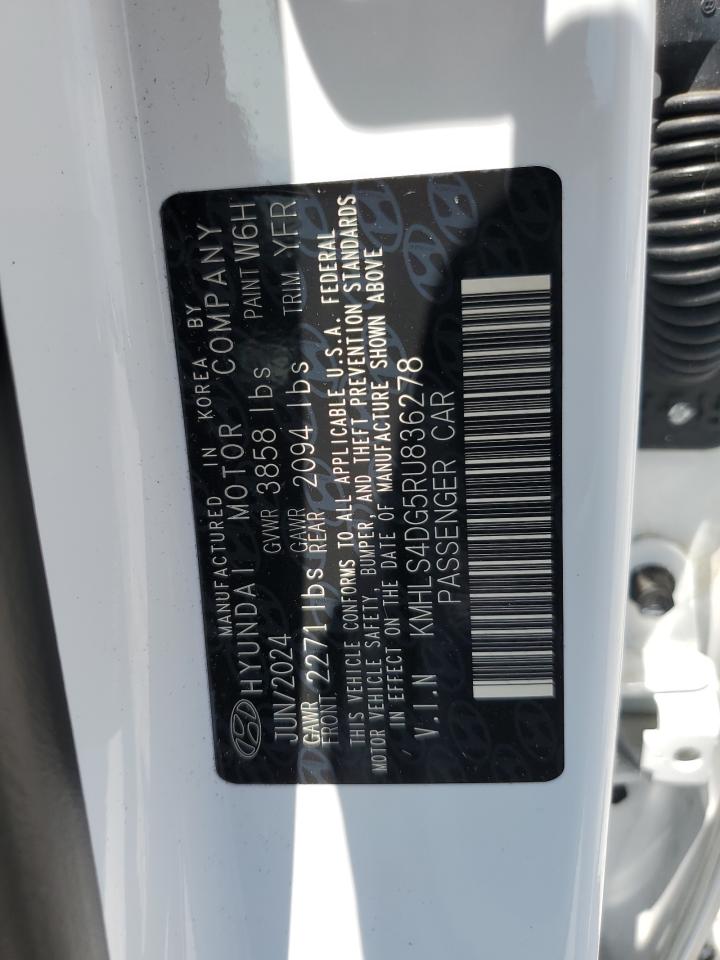 MANUFACTURED IN KOREA BY
HYUNDAI MOTOR COMPANY
JUN/2024 GVWR 3858 lbs PAINT W6H
GAWR FRONT 2271 lbs GAWR REAR 2094 lbs TRIM YFR
THIS VEHICLE CONFORMS TO ALL APPLICABLE U.S.A. FEDERAL
MOTOR VEHICLE SAFETY, BUMPER, AND THEFT PREVENTION STANDARDS
IN EFFECT ON THE DATE OF MANUFACTURE SHOWN ABOVE
V.I.N KMHLS4DG5RU836278
PASSENGER CAR